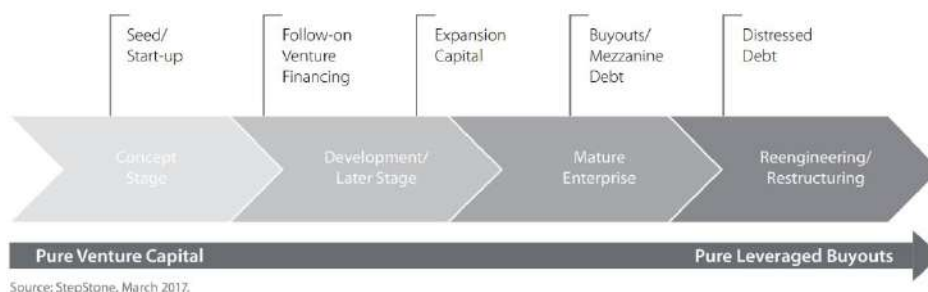 Seed/
Start-up
Follow-on
Venture
Financing
Expansion
Capital
Buyouts/
Mezzanine
Debt
Distressed
Debt
Concept
Stage
Development/
Later Stage
Mature
Enterprise
Reengineering/
Restructuring
Pure Venture Capital
Pure Leveraged Buyouts
Source: StepStone, March 2017.